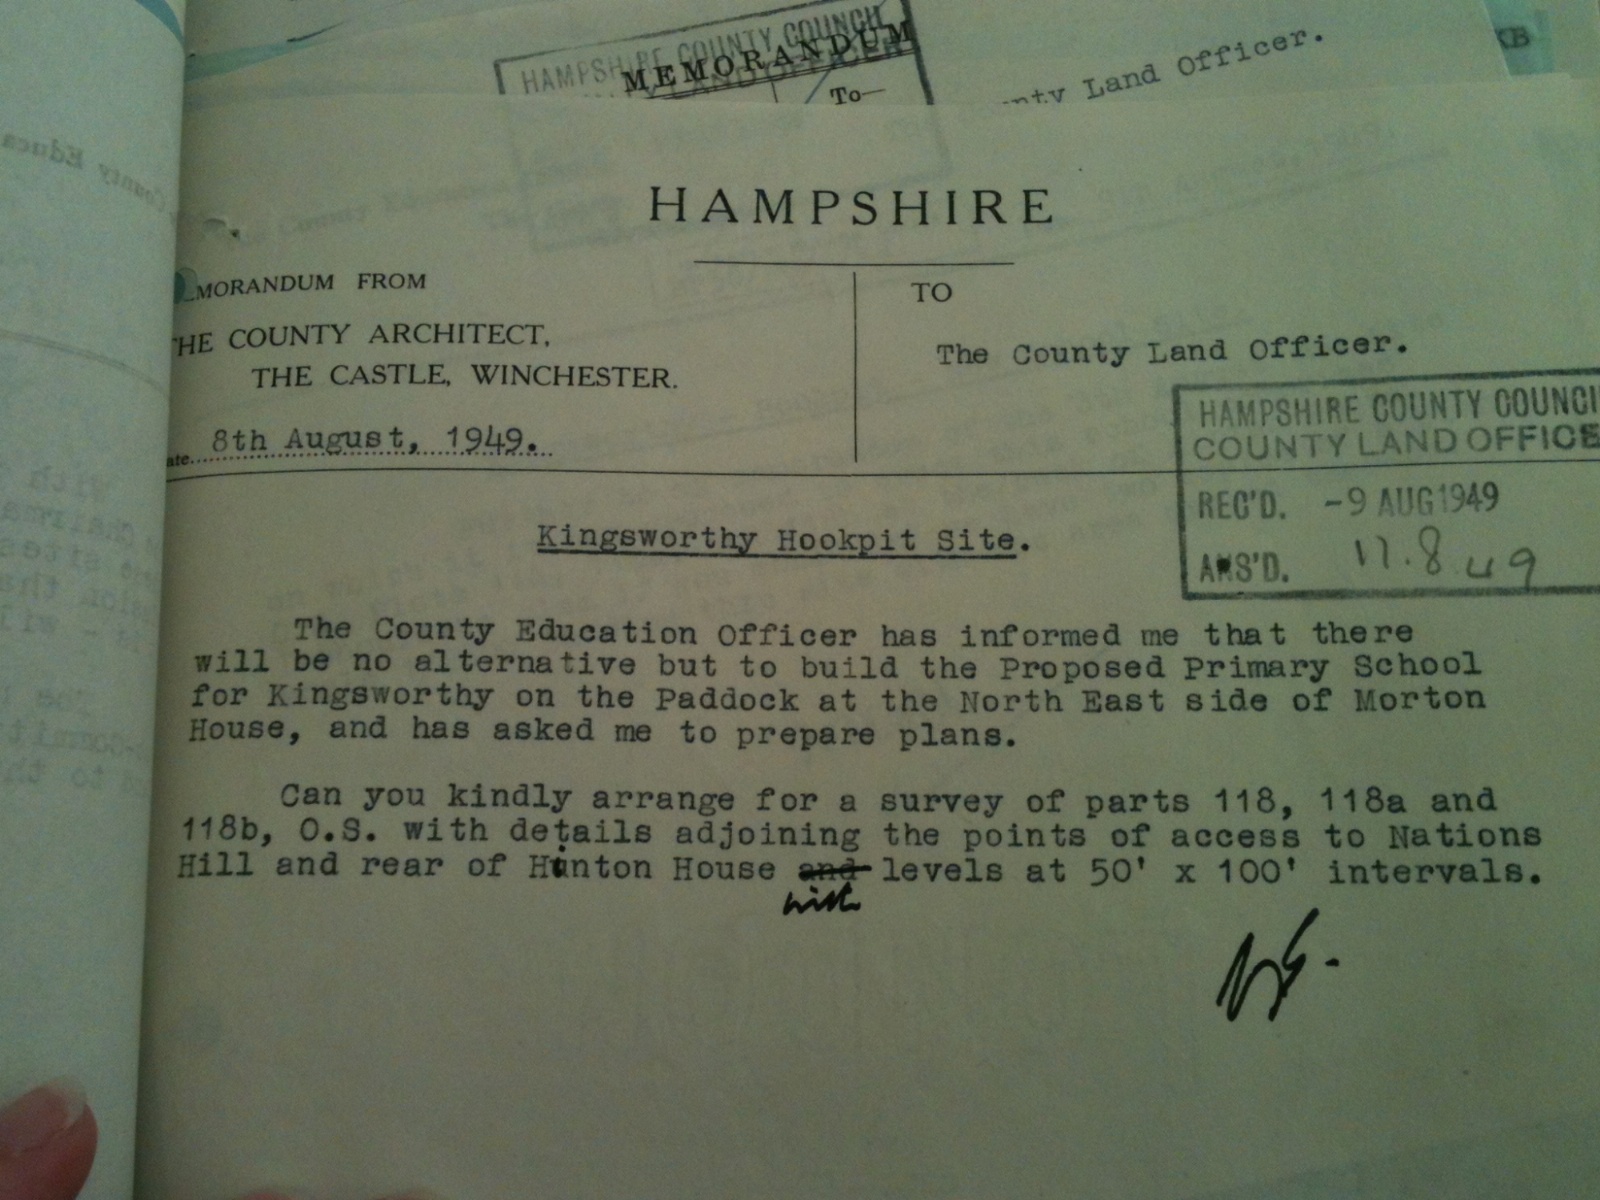 HAMPSHIRE COUNTY COUNCIL
MEMORANDUM
LAND OFFICER
To—
County Land Officer.
HAMPSHIRE
MORANDUM FROM
THE COUNTY ARCHITECT,
THE CASTLE, WINCHESTER.
ate 8th August, 1949.
TO
The County Land Officer.
HAMPSHIRE COUNTY COUNCI
COUNTY LAND OFFICE
REC'D. -9 AUG 1949
ANS'D. 11.8 49
Kingsworthy Hookpit Site.
The County Education Officer has informed me that there
will be no alternative but to build the Proposed Primary School
for Kingsworthy on the Paddock at the North East side of Morton
House, and has asked me to prepare plans.
Can you kindly arrange for a survey of parts 118, 118a and
118b, O.S. with details adjoining the points of access to Nations
Hill and rear of Hinton House and levels at 50' x 100' intervals.
with